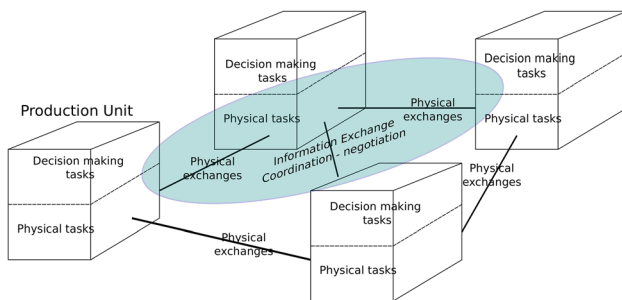 Decision making
tasks
Physical tasks
Decision making
tasks
Physical tasks
Production Unit
Decision making
tasks
Physical tasks
Physical
exchanges
Physical
exchanges
Information Exchange
Coordination - negotiation
Physical
exchanges
Decision making
tasks
Physical tasks
Physical
exchanges